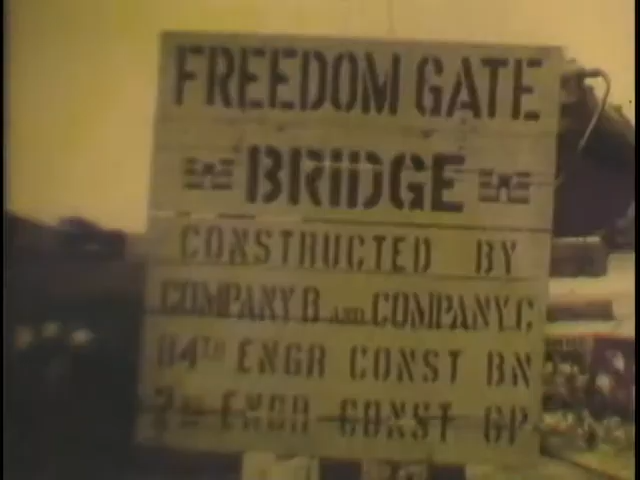 FREEDOM GATE
BRIDGE
CONSTRUCTED BY
COMPANY B AND COMPANY C
84TH ENGR CONST BN
ENGR CONST GP